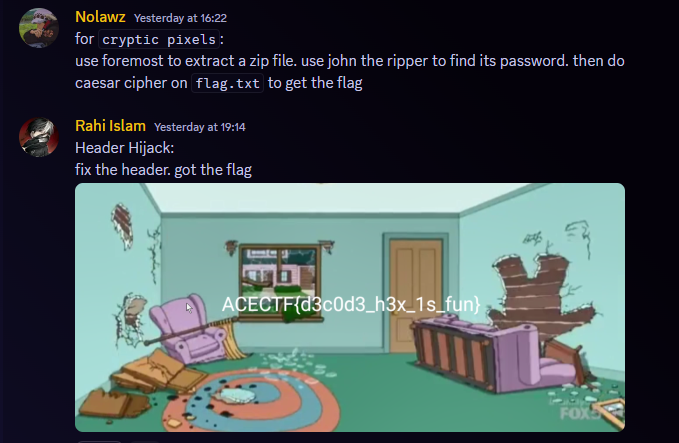 Nolawz Yesterday at 16:22
for cryptic pixels:
use foremost to extract a zip file. use john the ripper to find its password. then do
caesar cipher on flag.txt to get the flag
Rahi Islam Yesterday at 19:14
Header Hijack:
fix the header. got the flag
ACECTF{d3c0d3_h3x_1s_fun}
FOX